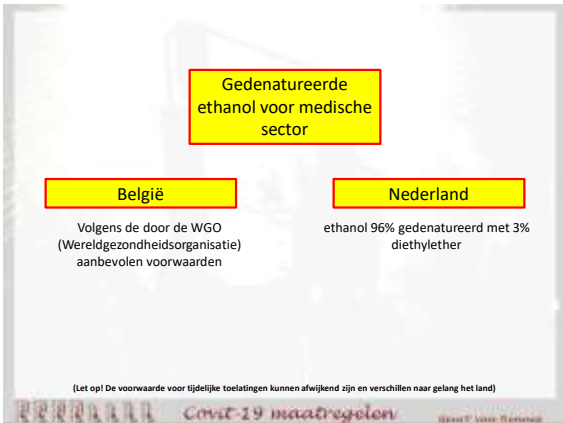 Gedenatureerde
ethanol voor medische
sector
België
Volgens de door de WGO
(Wereldgezondheidsorganisatie)
aanbevolen voorwaarden
Nederland
ethanol 96% gedenatureerd met 3%
diethylether
(Let op! De voorwaarde voor tijdelijke toelatingen kunnen afwijkend zijn en verschillen naar gelang het land)
Covit-19 maatregelen